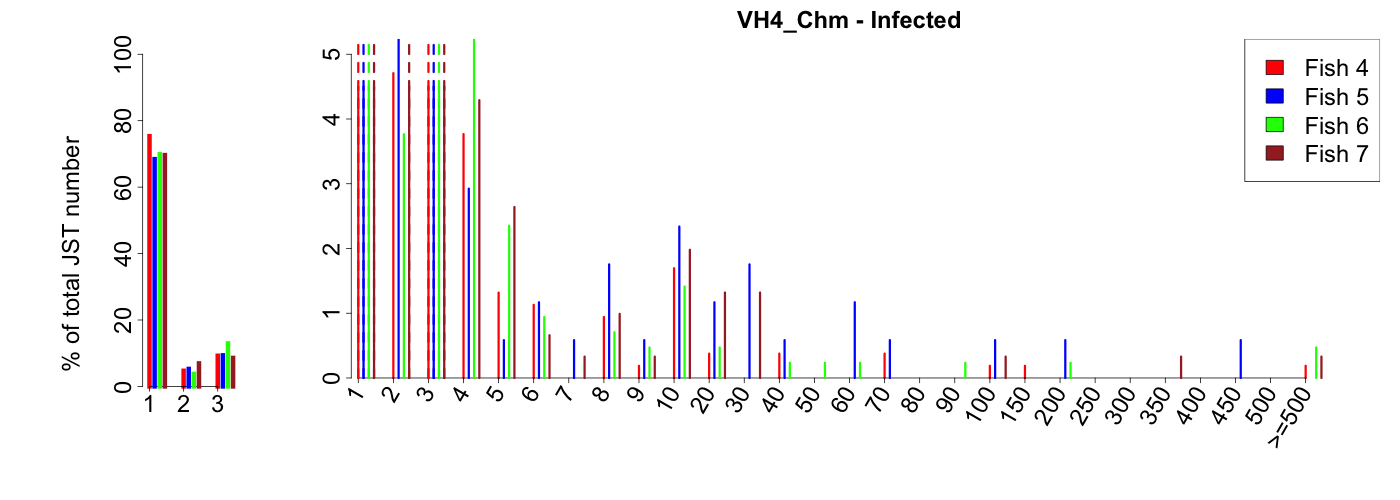 VH4_Chm - Infected
% of total JST number
0 20 40 60 80 100
1 2 3
0 1 2 3 4 5
1 2 3 4 5 6 7 8 9 10 20 30 40 50 60 70 80 90 100 150 200 250 300 350 400 450 500 >=500
Fish 4
Fish 5
Fish 6
Fish 7